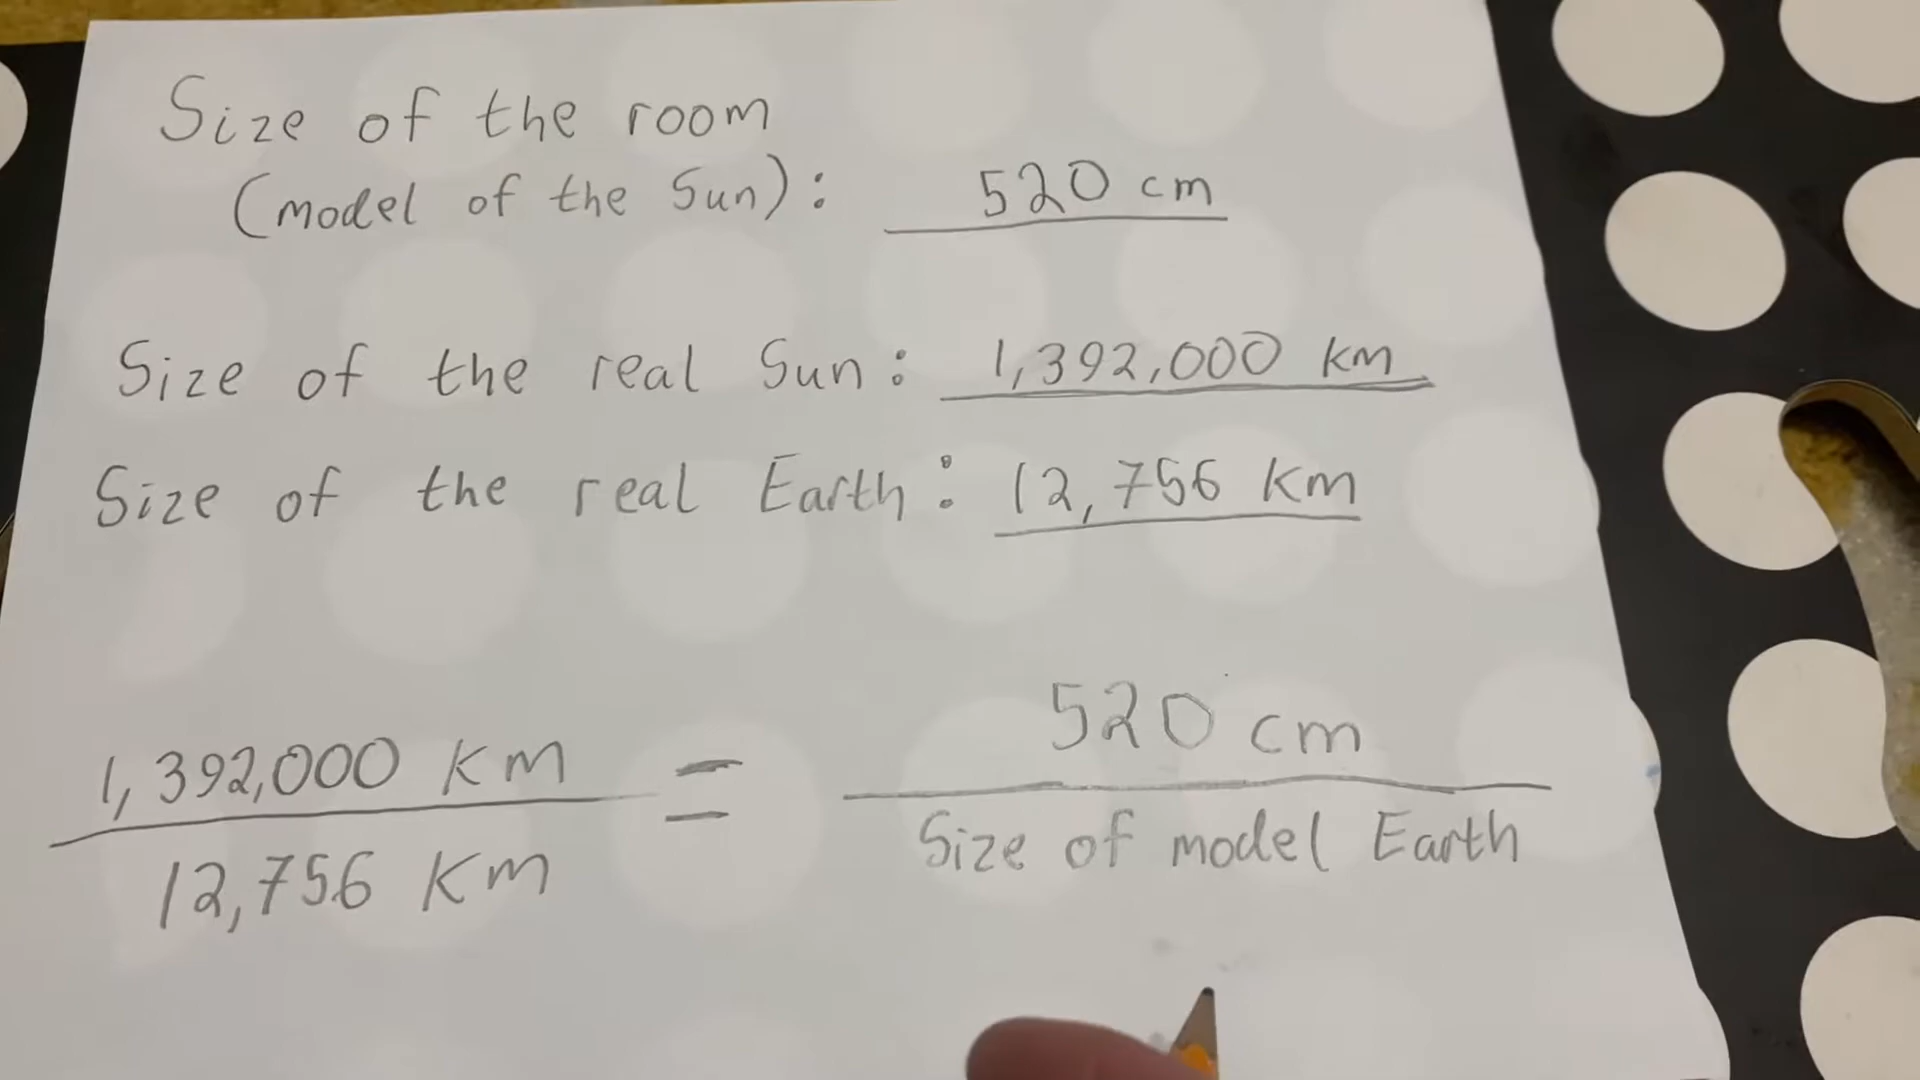 Size of the room
(model of the Sun): 520 cm
Size of the real Sun: 1,392,000 km
Size of the real Earth: 12,756 km
1,392,000 km = 520 cm
12,756 km Size of model Earth